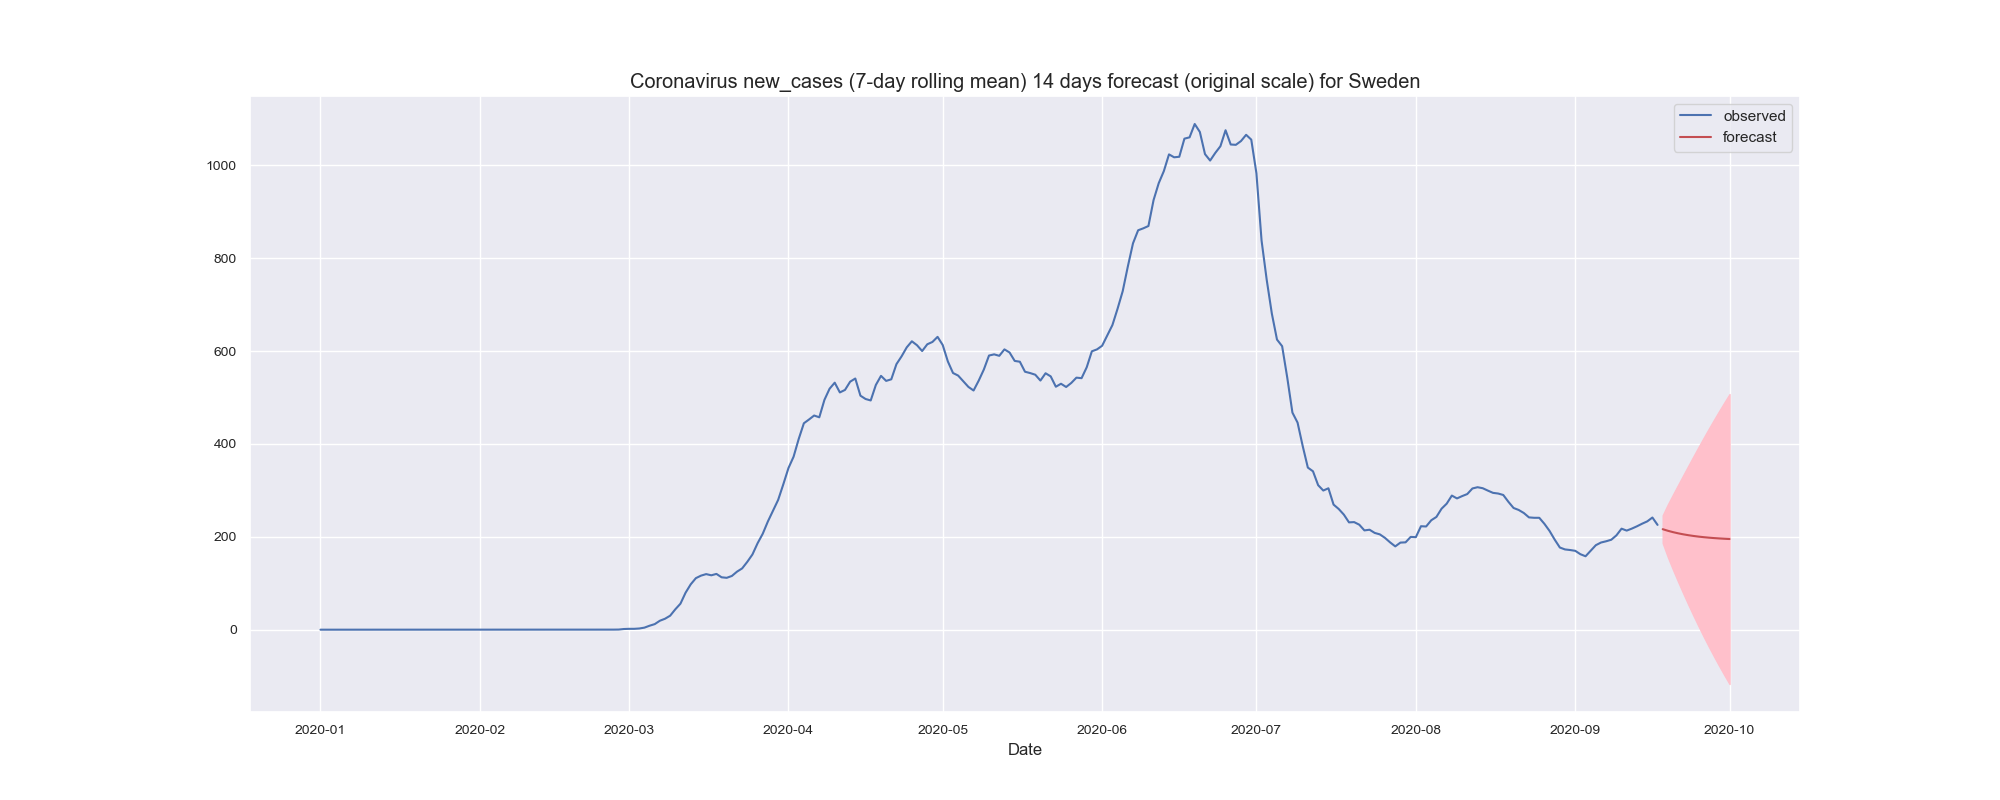 Coronavirus new_cases (7-day rolling mean) 14 days forecast (original scale) for Sweden
observed
forecast
1000
800
600
400
200
0
2020-01 2020-02 2020-03 2020-04 2020-05 2020-06 2020-07 2020-08 2020-09 2020-10
Date